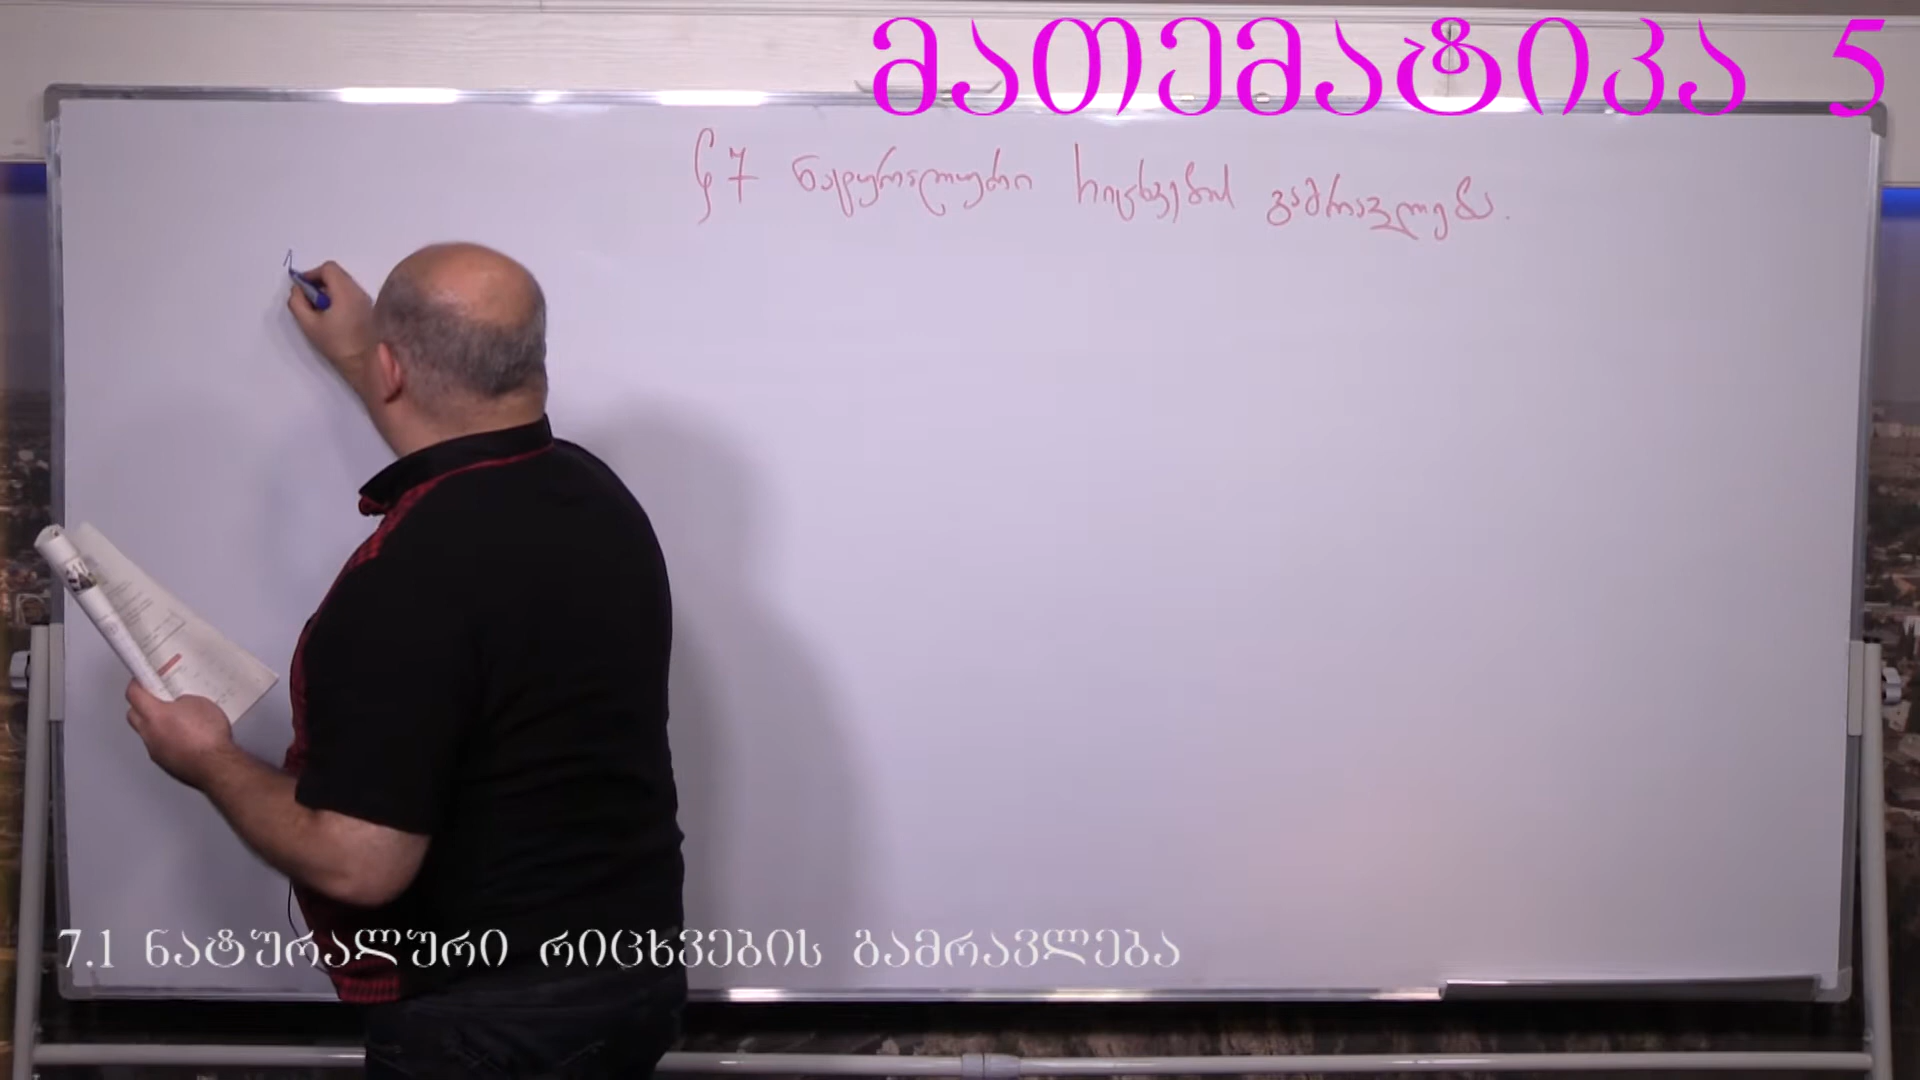 მათემატიკა 5
§7 ნატურალური რიცხვების გამრავლება.
7.1 ნატურალური რიცხვების გამრავლება